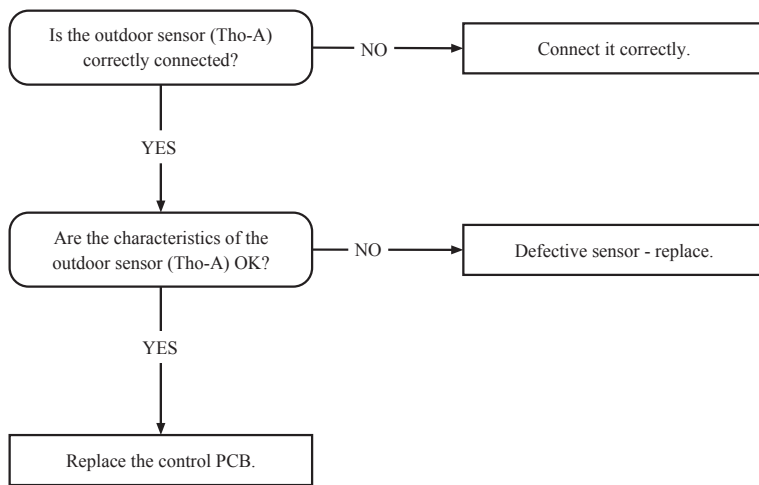 Is the outdoor sensor (Tho-A)
correctly connected?
NO
Connect it correctly.
YES
Are the characteristics of the
outdoor sensor (Tho-A) OK?
NO
Defective sensor - replace.
YES
Replace the control PCB.